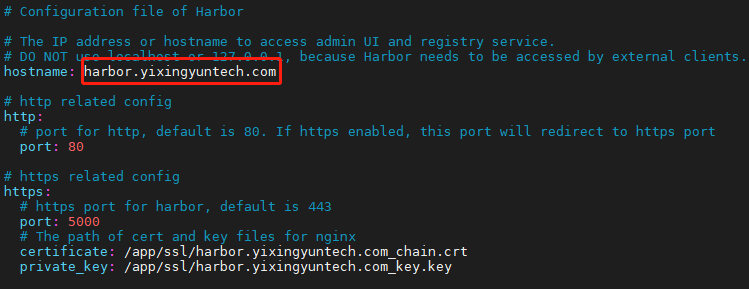 # Configuration file of Harbor
# The IP address or hostname to access admin UI and registry service.
# DO NOT use localhost or 127.0.0.1, because Harbor needs to be accessed by external clients.
hostname: harbor.yixingyuntech.com
# http related config
http:
# port for http, default is 80. If https enabled, this port will redirect to https port
port: 80
# https related config
https:
# https port for harbor, default is 443
port: 5000
# The path of cert and key files for nginx
certificate: /app/ssl/harbor.yixingyuntech.com_chain.crt
private_key: /app/ssl/harbor.yixingyuntech.com_key.key